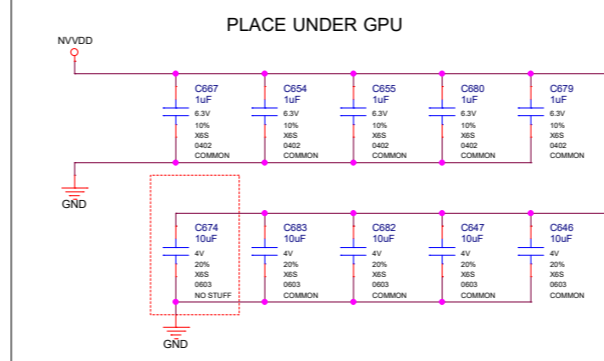 PLACE UNDER GPU
NVVDD
C667 C654 C655 C680 C679
1uF 1uF 1uF 1uF 1uF
6.3V 6.3V 6.3V 6.3V 6.3V
10% 10% 10% 10% 10%
X6S X6S X6S X6S X6S
0402 0402 0402 0402 0402
COMMON COMMON COMMON COMMON COMMON
GND
C674 C683 C682 C647 C646
10uF 10uF 10uF 10uF 10uF
4V 4V 4V 4V 4V
20% 20% 20% 20% 20%
X6S X6S X6S X6S X6S
0603 0603 0603 0603 0603
NO STUFF COMMON COMMON COMMON COMMON
GND